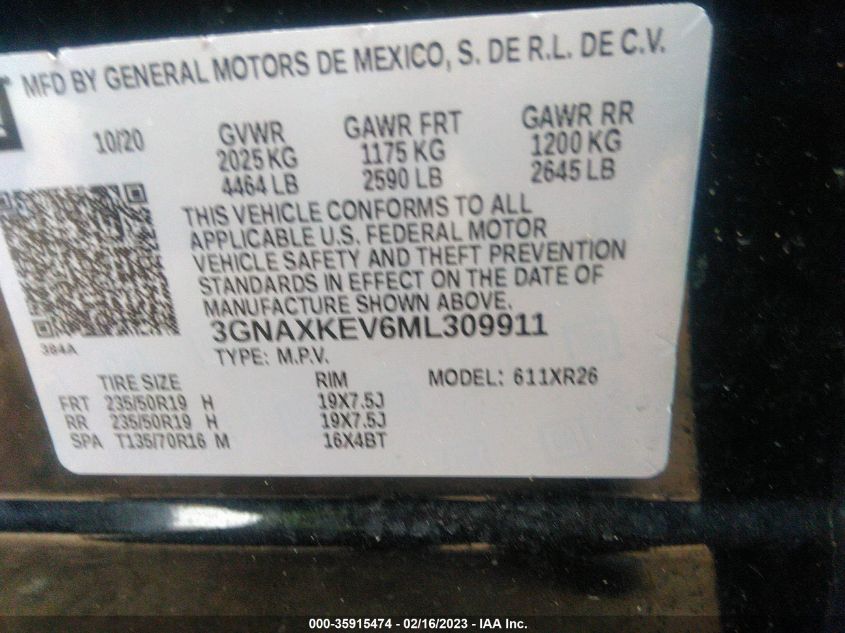 MFD BY GENERAL MOTORS DE MEXICO, S. DE R.L. DE C.V.
10/20 GVWR GAWR FRT GAWR RR
2025 KG 1175 KG 1200 KG
4464 LB 2590 LB 2645 LB
THIS VEHICLE CONFORMS TO ALL
APPLICABLE U.S. FEDERAL MOTOR
VEHICLE SAFETY AND THEFT PREVENTION
STANDARDS IN EFFECT ON THE DATE OF
MANUFACTURE SHOWN ABOVE.
3GNAXKEV6ML309911
384A
TYPE: M.P.V.
TIRE SIZE RIM MODEL: 611XR26
FRT 235/50R19 H 19X7.5J
RR 235/50R19 H 19X7.5J
SPA T135/70R16 M 16X4BT
000-35915474 - 02/16/2023 - IAA Inc.